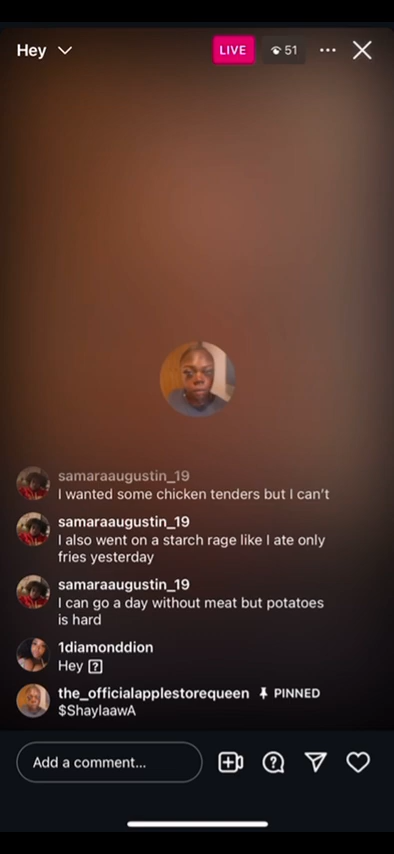 Hey
LIVE
51
samaraaugustin_19
I wanted some chicken tenders but I can't
samaraaugustin_19
I also went on a starch rage like I ate only
fries yesterday
samaraaugustin_19
I can go a day without meat but potatoes
is hard
1diamonddion
Hey ⍰
the_officialapplestorequeen PINNED
$ShaylaawA
Add a comment...